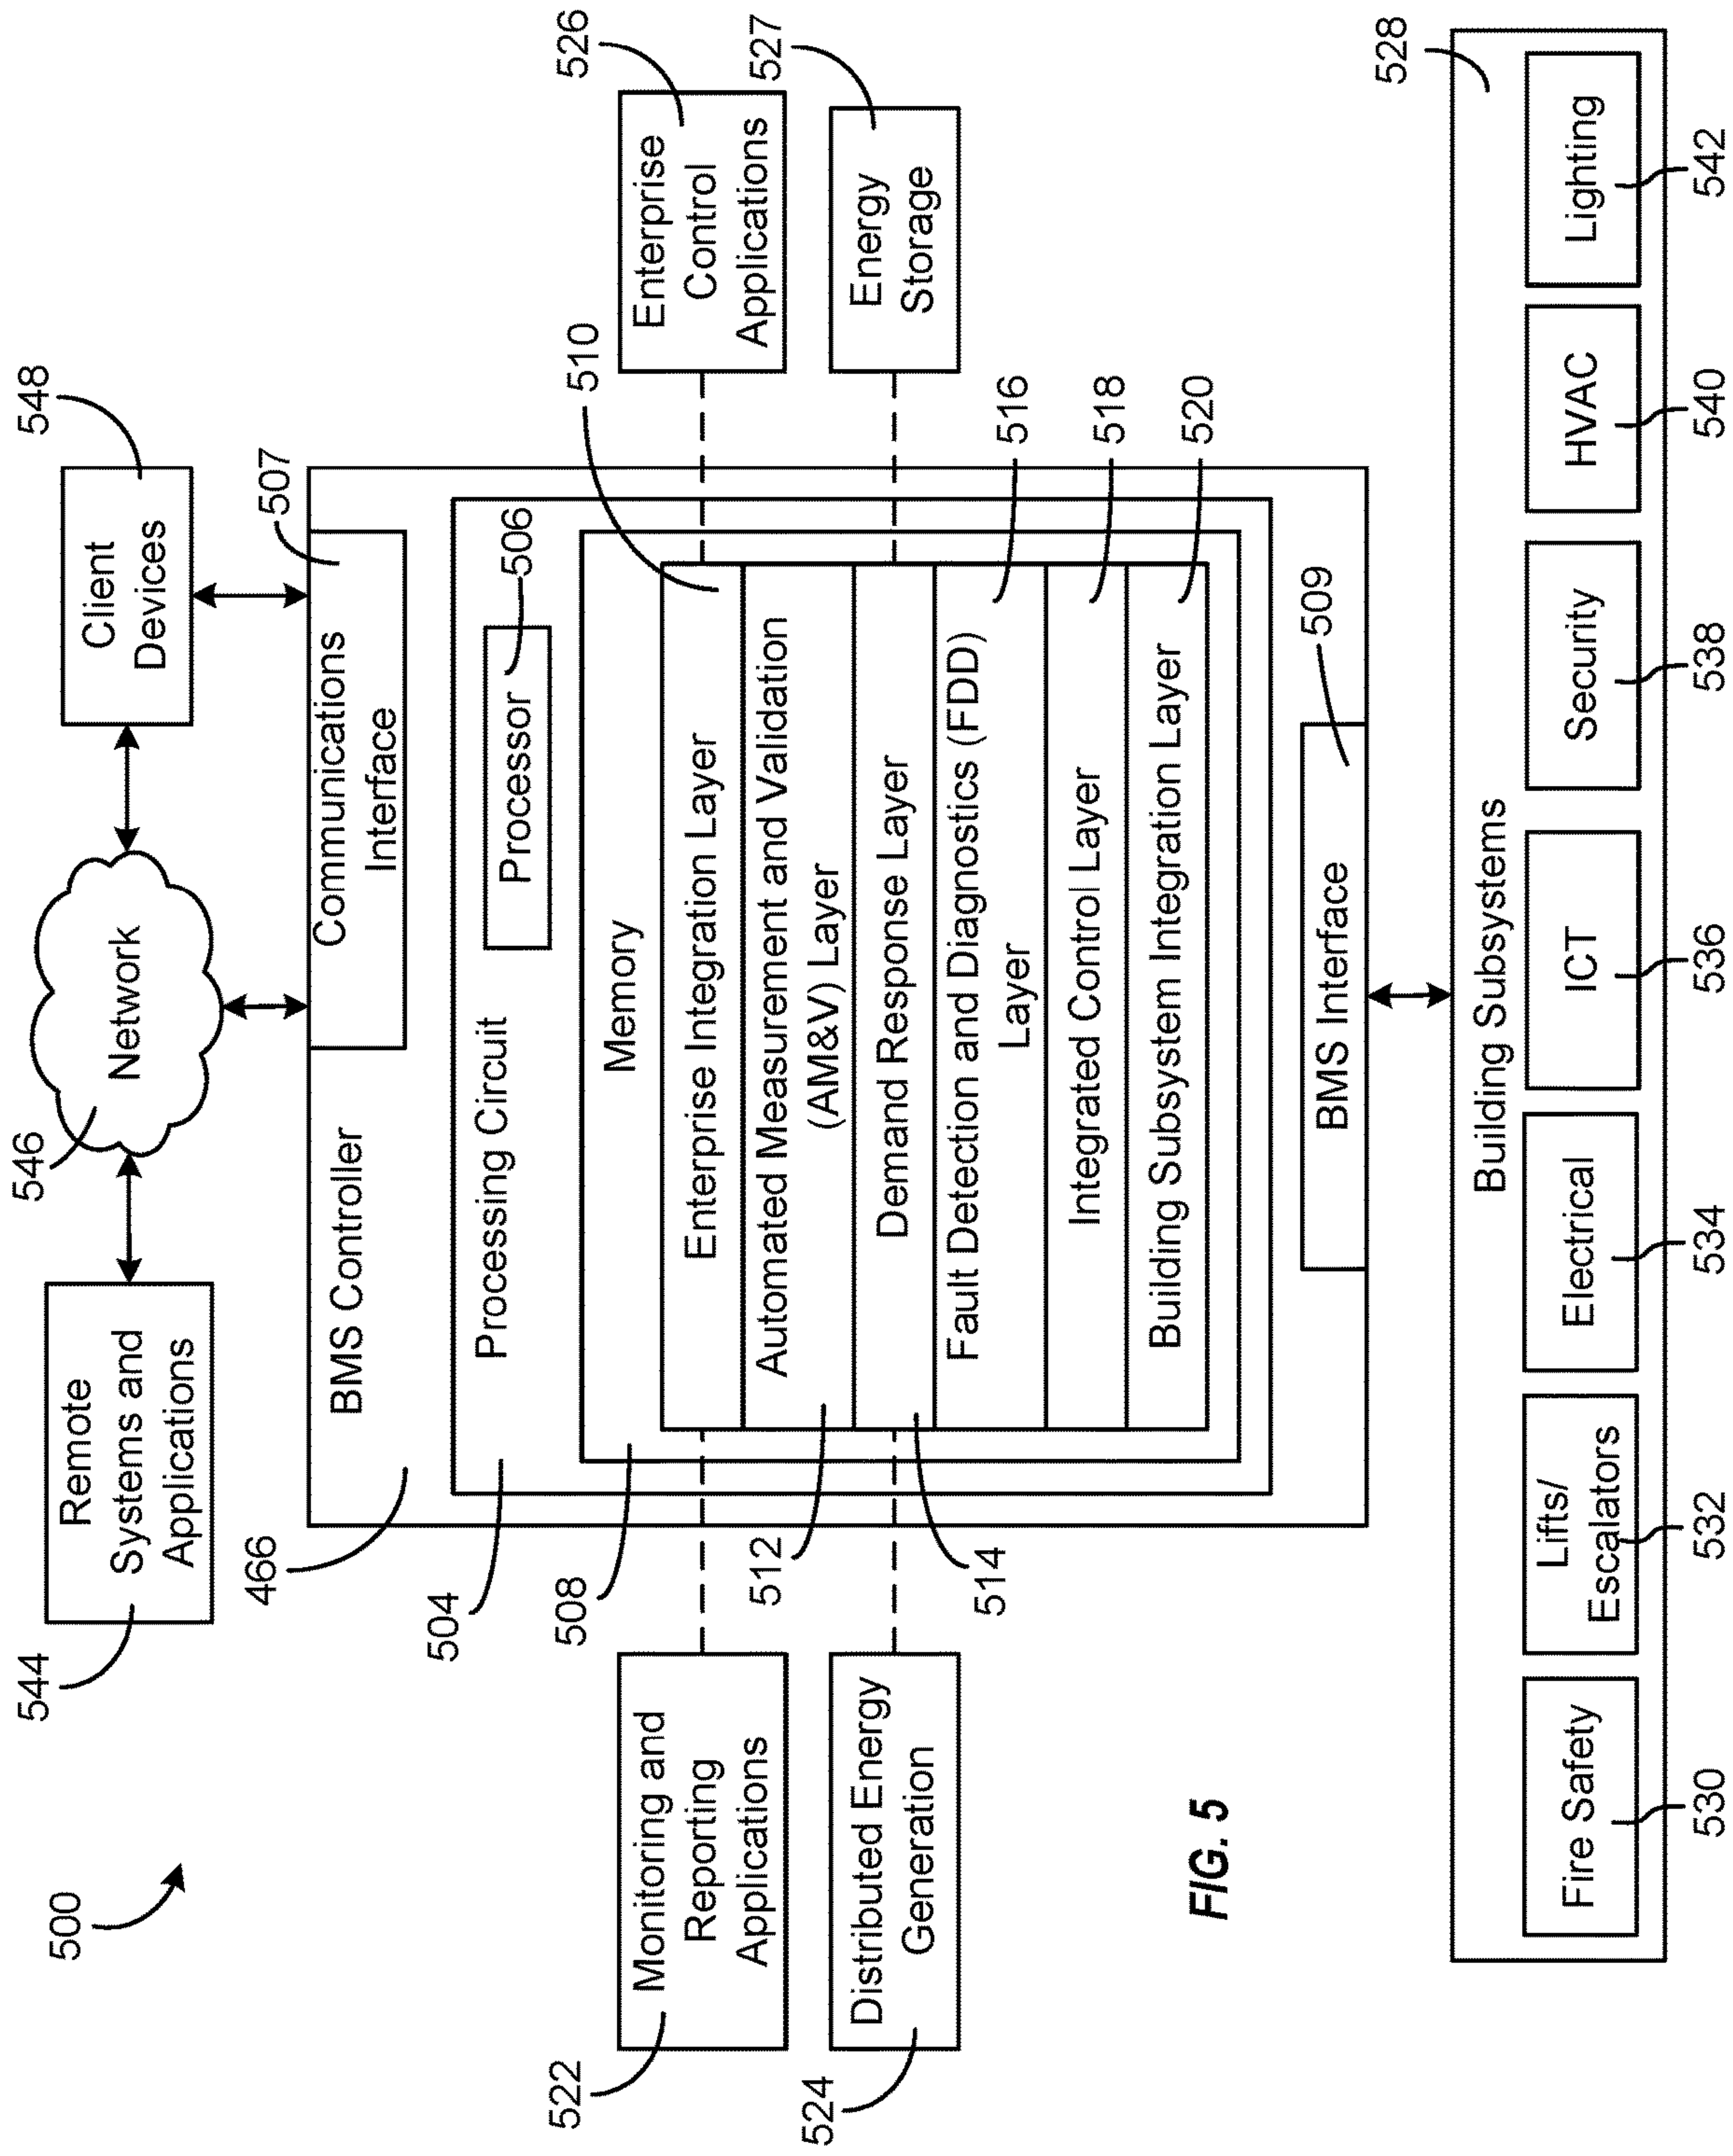 500
544
Remote
Systems and
Applications
546
Network
548
Client
Devices
466
BMS Controller
Communications
Interface
507
504
Processing Circuit
Processor
506
508
Memory
510
Enterprise Integration Layer
Automated Measurement and Validation
(AM&V) Layer
512
Demand Response Layer
514
Fault Detection and Diagnostics (FDD)
Layer
516
Integrated Control Layer
518
Building Subsystem Integration Layer
520
BMS Interface
509
522
Monitoring and
Reporting
Applications
524
Distributed Energy
Generation
526
Enterprise
Control
Applications
527
Energy
Storage
FIG. 5
528
Building Subsystems
Fire Safety
Lifts/
Escalators
Electrical
ICT
Security
HVAC
Lighting
530
532
534
536
538
540
542